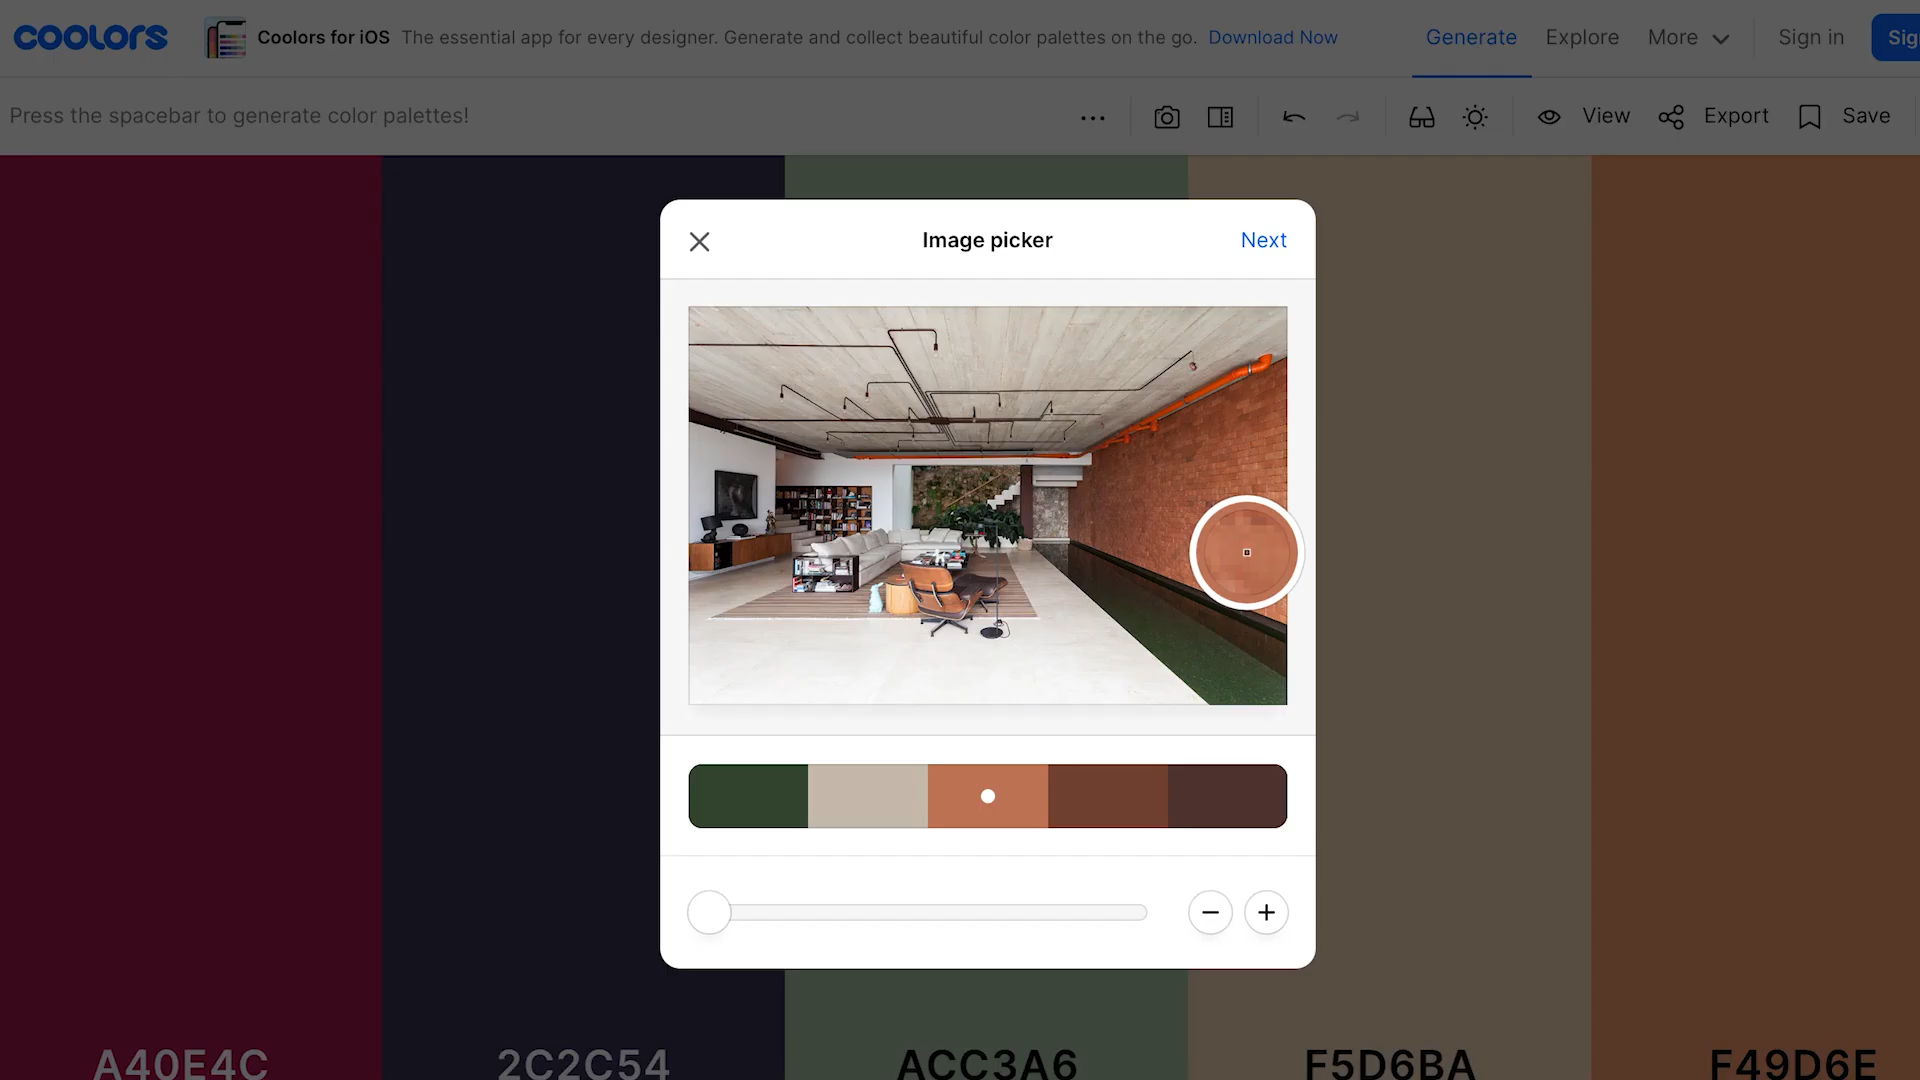 coolors
Coolors for iOS The essential app for every designer. Generate and collect beautiful color palettes on the go. Download Now
Generate Explore More Sign in Sig
Press the spacebar to generate color palettes!
View Export Save
Image picker
Next
A40E4C 2C2C54 ACC3A6 F5D6BA F49D6E